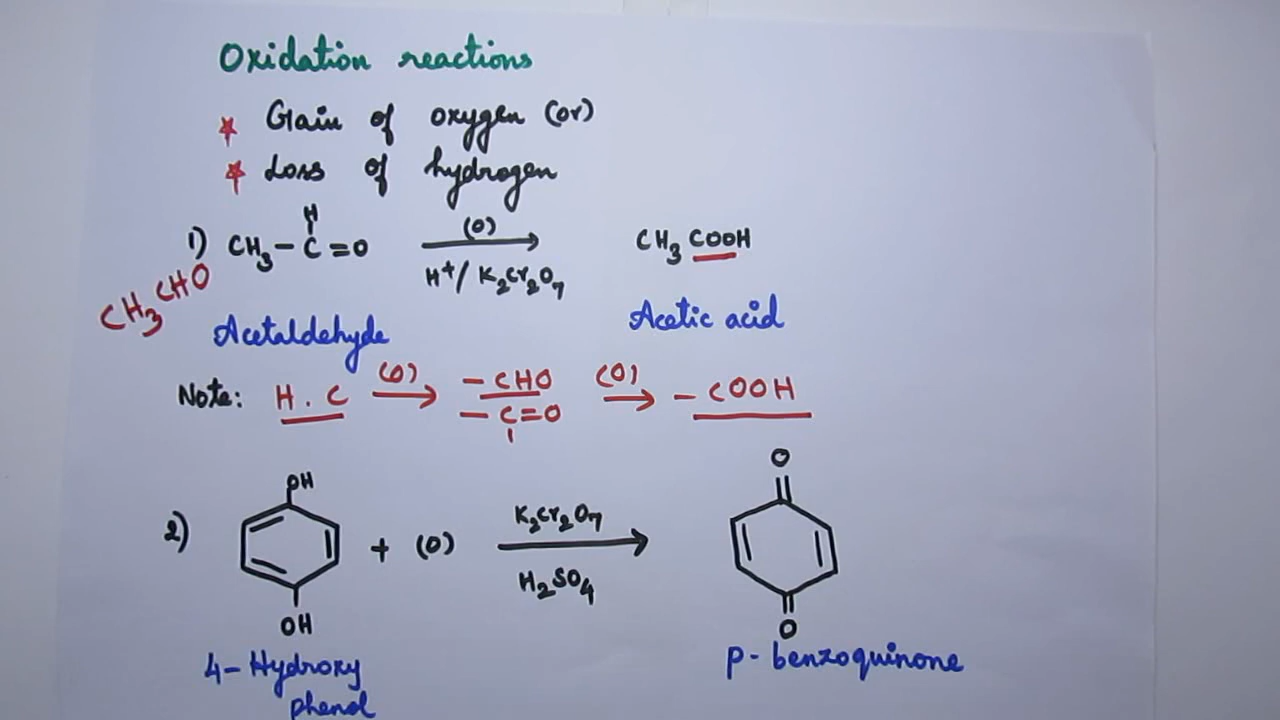 Oxidation reactions
★ Gain of oxygen (or)
★ Loss of hydrogen
1) CH₃ – C = O (O) CH₃ COOH
H
H⁺/ K₂Cr₂O₇
CH₃CHO
Acetaldehyde Acetic acid
Note: H . C (O) – CHO (O) – COOH
– C = O
2) OH + (O) K₂Cr₂O₇ O
OH H₂SO₄ O
4- Hydroxy p- benzoquinone
phenol